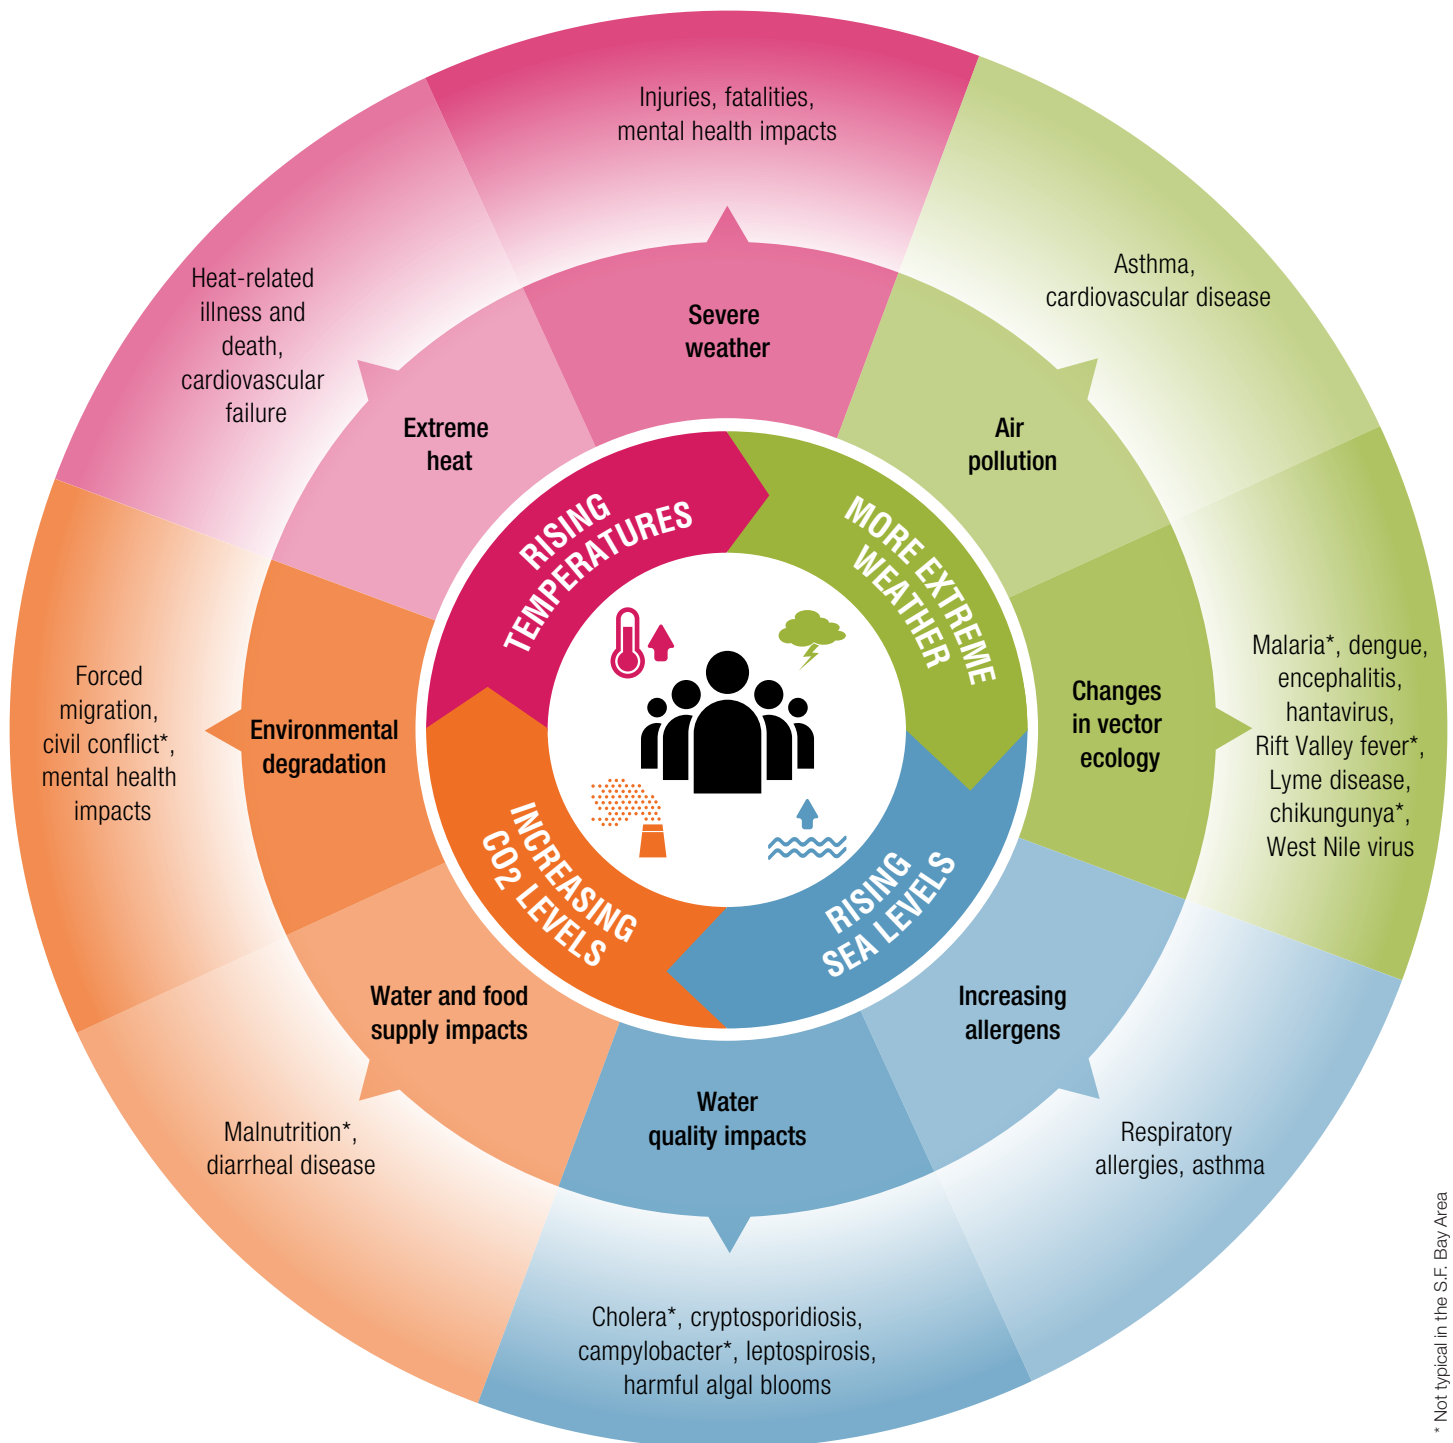 Injuries, fatalities,
mental health impacts
Severe
weather
Asthma,
cardiovascular disease
Air
pollution
Malaria*, dengue,
encephalitis,
hantavirus,
Rift Valley fever*,
Lyme disease,
chikungunya*,
West Nile virus
Changes
in vector
ecology
Respiratory
allergies, asthma
Increasing
allergens
Cholera*, cryptosporidiosis,
campylobacter*, leptospirosis,
harmful algal blooms
Water
quality impacts
Malnutrition*,
diarrheal disease
Water and food
supply impacts
Forced
migration,
civil conflict*,
mental health
impacts
Environmental
degradation
Heat-related
illness and
death,
cardiovascular
failure
Extreme
heat
RISING
TEMPERATURES
MORE EXTREME
WEATHER
RISING
SEA LEVELS
INCREASING
CO2 LEVELS
* Not typical in the S.F. Bay Area